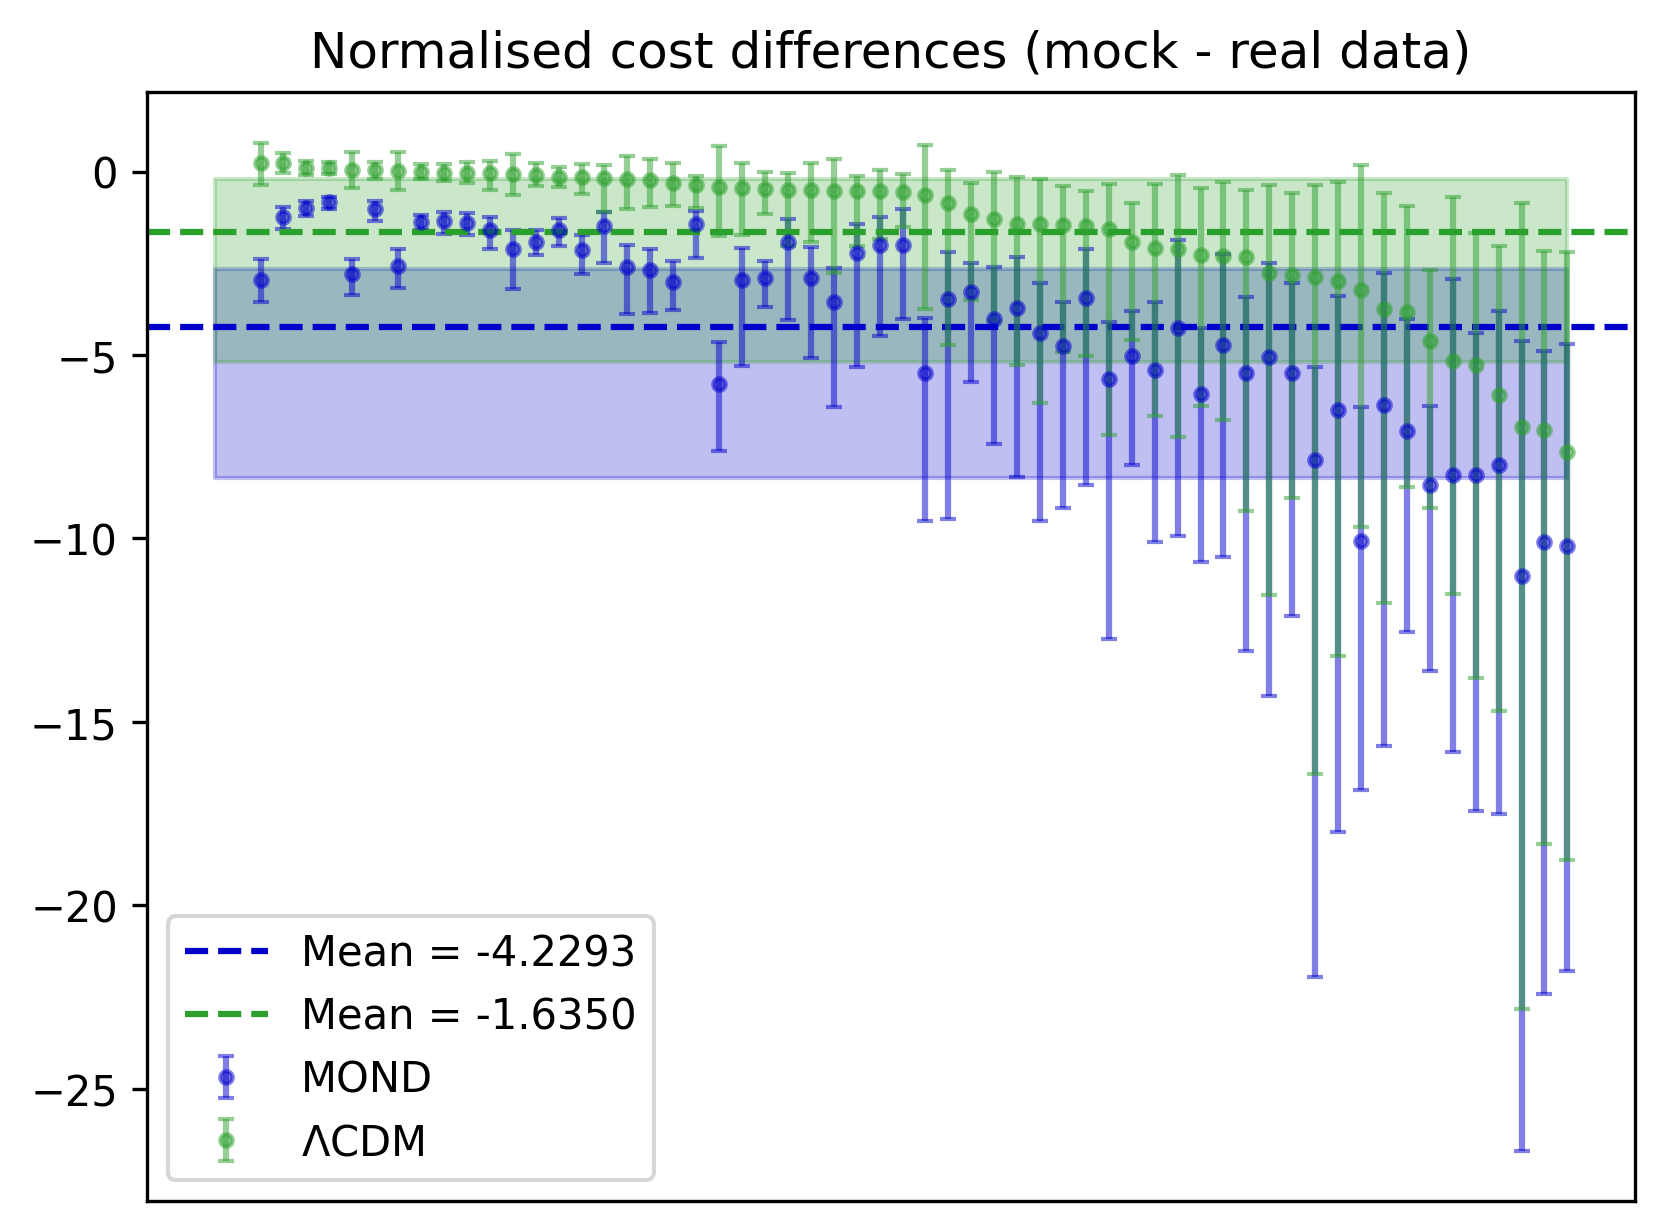 Normalised cost differences (mock - real data)
0
−5
−10
−15
−20
−25
Mean = -4.2293
Mean = -1.6350
MOND
ΛCDM